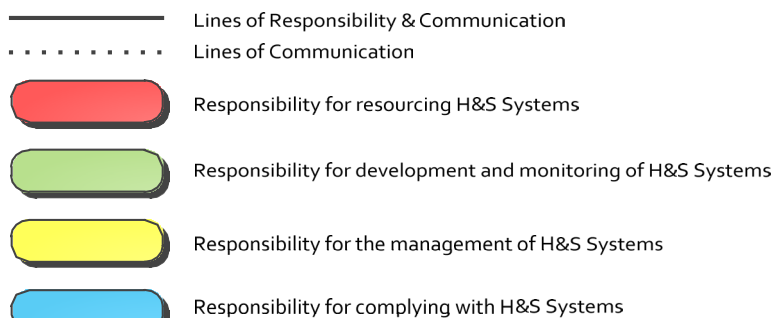 Lines of Responsibility & Communication
Lines of Communication
Responsibility for resourcing H&S Systems
Responsibility for development and monitoring of H&S Systems
Responsibility for the management of H&S Systems
Responsibility for complying with H&S Systems